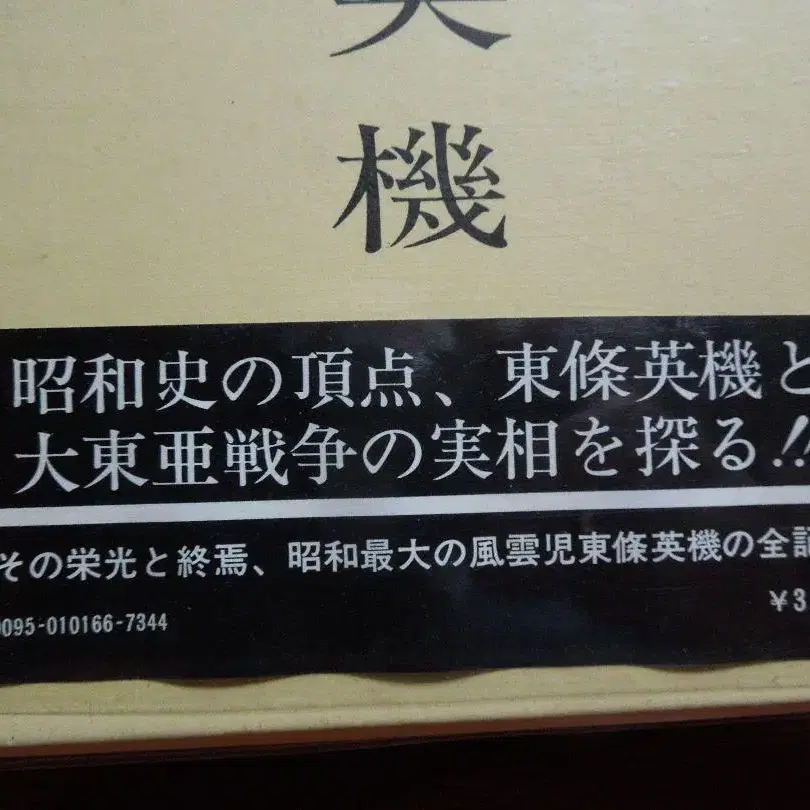 英
機
昭和史の頂点、東條英機と
大東亜戦争の実相を探る!!
その栄光と終焉、昭和最大の風雲児東條英機の全記
0095-010166-7344
¥3